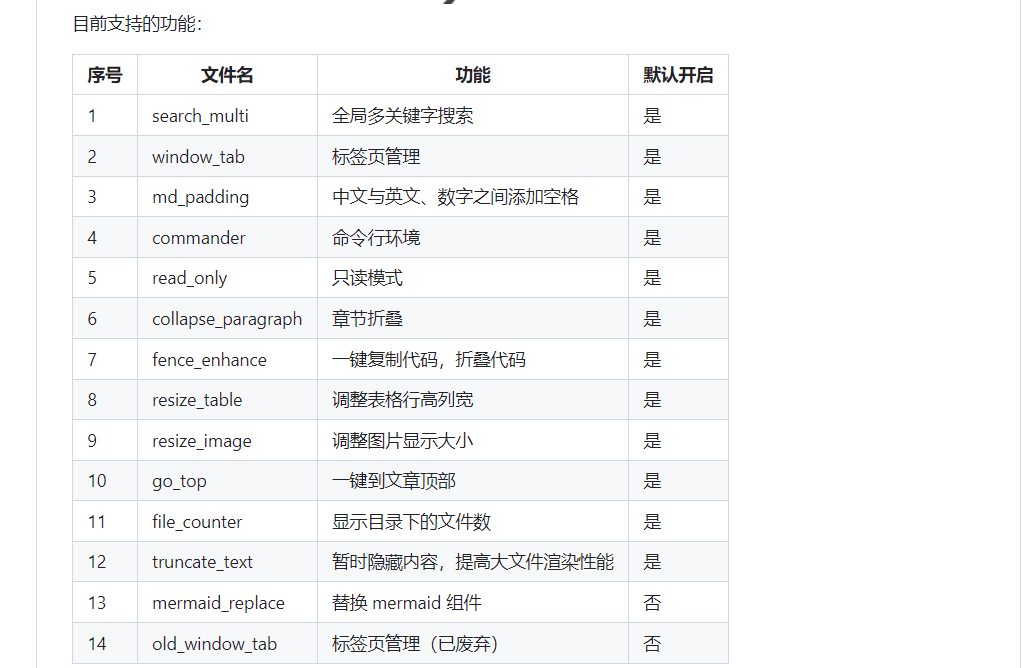 目前支持的功能：
序号 文件名 功能 默认开启
1 search_multi 全局多关键字搜索 是
2 window_tab 标签页管理 是
3 md_padding 中文与英文、数字之间添加空格 是
4 commander 命令行环境 是
5 read_only 只读模式 是
6 collapse_paragraph 章节折叠 是
7 fence_enhance 一键复制代码，折叠代码 是
8 resize_table 调整表格行高列宽 是
9 resize_image 调整图片显示大小 是
10 go_top 一键到文章顶部 是
11 file_counter 显示目录下的文件数 是
12 truncate_text 暂时隐藏内容，提高大文件渲染性能 是
13 mermaid_replace 替换 mermaid 组件 否
14 old_window_tab 标签页管理（已废弃） 否